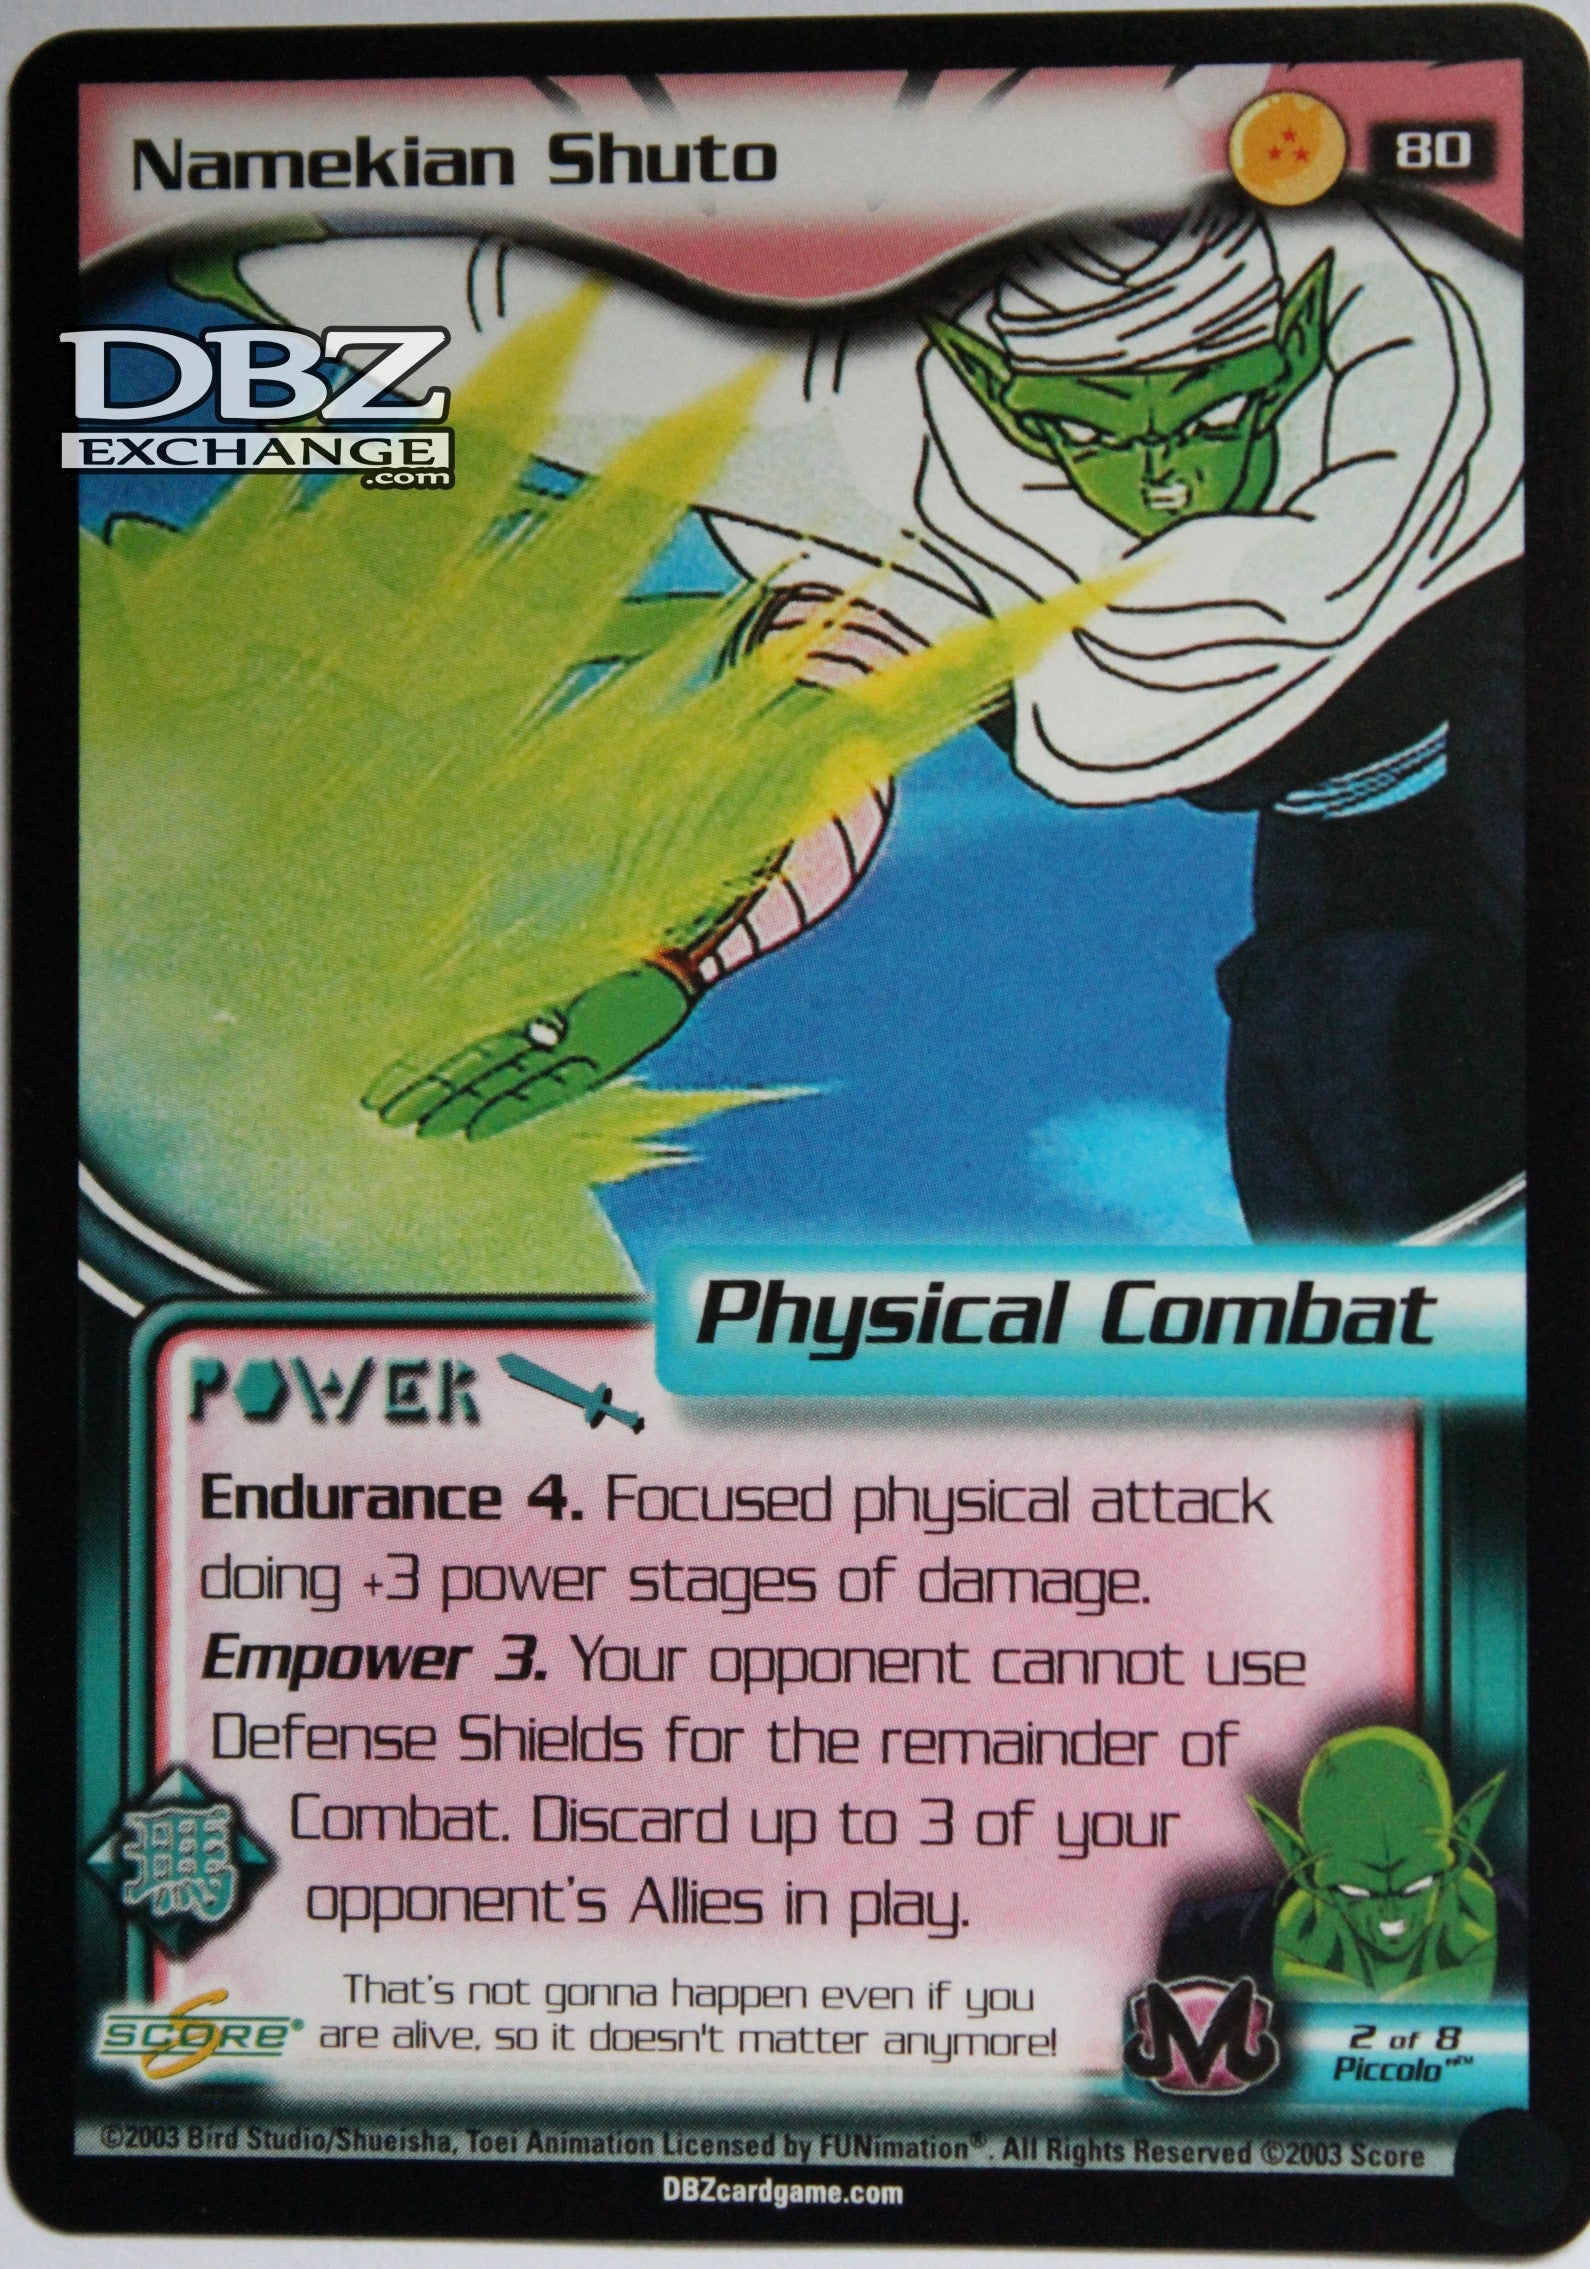 Namekian Shuto
80
DBZ
EXCHANGE
.com
Physical Combat
POWER
Endurance 4. Focused physical attack
doing +3 power stages of damage.
Empower 3. Your opponent cannot use
Defense Shields for the remainder of
Combat. Discard up to 3 of your
opponent's Allies in play.
That's not gonna happen even if you
are alive, so it doesn't matter anymore!
SCORE®
M
2 of 8
Piccolo™
©2003 Bird Studio/Shueisha, Toei Animation Licensed by FUNimation®. All Rights Reserved ©2003 Score
DBZcardgame.com